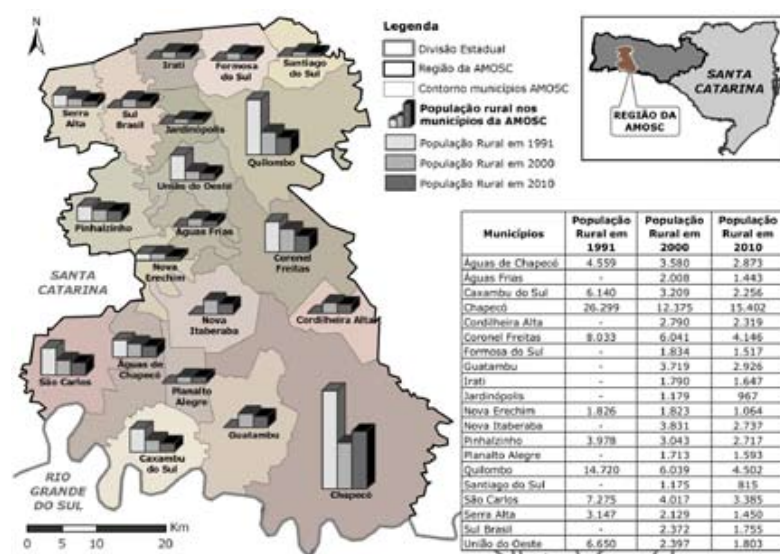 N
Legenda
Divisão Estadual
Região da AMOSC
Contorno municípios AMOSC
População rural nos
municípios da AMOSC
População Rural em 1991
População Rural em 2000
População Rural em 2010
SANTA
CATARINA
REGIÃO DA
AMOSC
Irati
Formosa
do Sul
Santiago
do Sul
Serra
Alta
Sul
Brasil
Jardinópolis
Quilombo
União do Oeste
Pinhalzinho
Águas Frias
Coronel
Freitas
Nova
Erechim
SANTA
CATARINA
Nova
Itaberaba
Cordilheira Alta
São Carlos
Águas de
Chapecó
Planalto
Alegre
Guatambu
Caxambu
do Sul
Chapecó
RIO
GRANDE
DO SUL
Km
0 5 10 20
Municípios População Rural em 1991 População Rural em 2000 População Rural em 2010
Águas de Chapecó 4.559 3.580 2.873
Águas Frias - 2.008 1.443
Caxambu do Sul 6.140 3.209 2.256
Chapecó 26.299 12.375 15.402
Cordilheira Alta - 2.790 2.319
Coronel Freitas 8.033 6.041 4.146
Formosa do Sul - 1.834 1.517
Guatambu - 3.719 2.926
Irati - 1.790 1.647
Jardinópolis - 1.179 967
Nova Erechim 1.826 1.823 1.064
Nova Itaberaba - 3.831 2.737
Pinhalzinho 3.978 3.043 2.717
Planalto Alegre - 1.713 1.593
Quilombo 14.720 6.039 4.502
Santiago do Sul - 1.175 815
São Carlos 7.275 4.017 3.385
Serra Alta 3.147 2.129 1.450
Sul Brasil - 2.372 1.755
União do Oeste 6.650 2.397 1.803